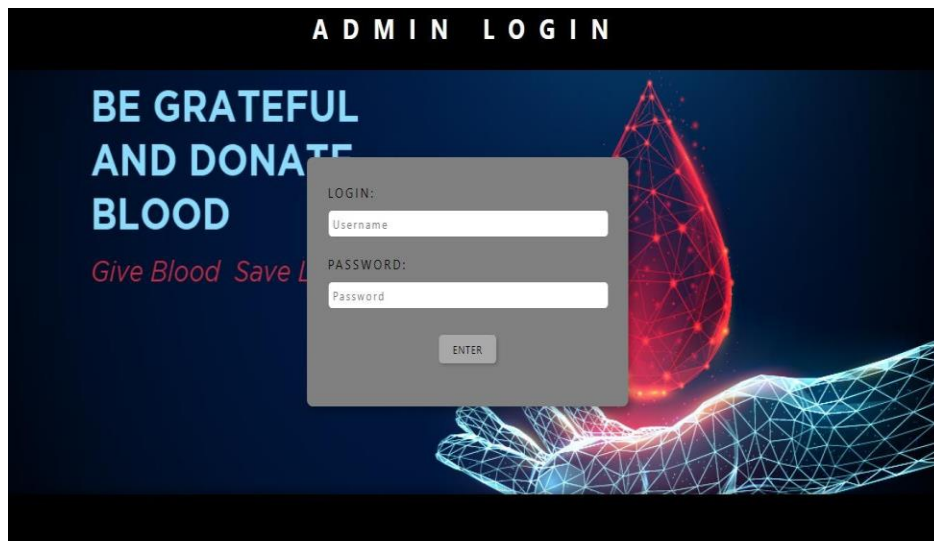 ADMIN LOGIN
BE GRATEFUL
AND DONATE
BLOOD
Give Blood Save L
LOGIN:
Username
PASSWORD:
Password
ENTER